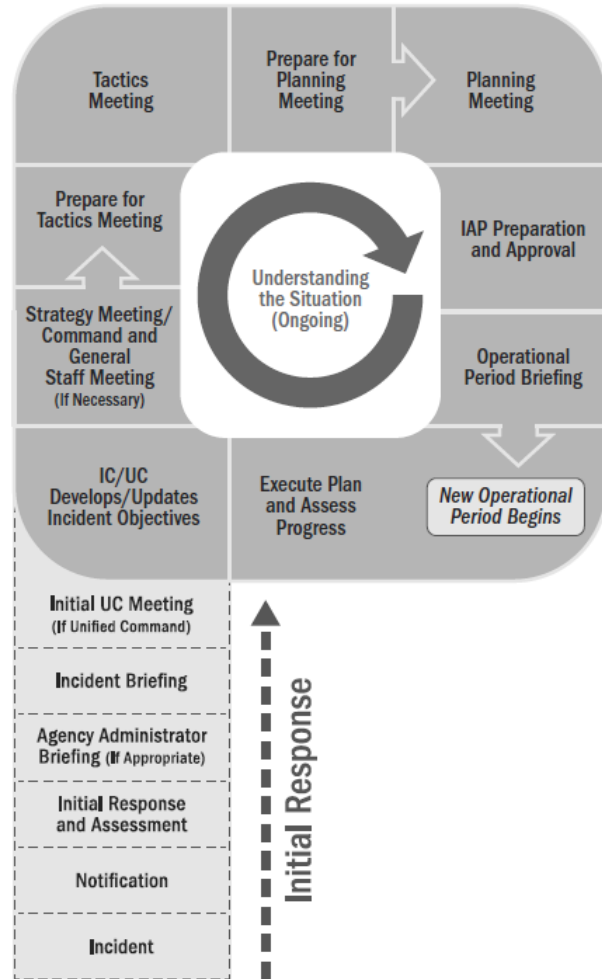 Tactics
Meeting
Prepare for
Planning
Meeting
Planning
Meeting
Prepare for
Tactics Meeting
Understanding
the Situation
(Ongoing)
IAP Preparation
and Approval
Strategy Meeting/
Command and
General
Staff Meeting
(If Necessary)
Operational
Period Briefing
IC/UC
Develops/Updates
Incident Objectives
Execute Plan
and Assess
Progress
New Operational
Period Begins
Initial UC Meeting
(If Unified Command)
Incident Briefing
Agency Administrator
Briefing (If Appropriate)
Initial Response
and Assessment
Notification
Incident
Initial Response